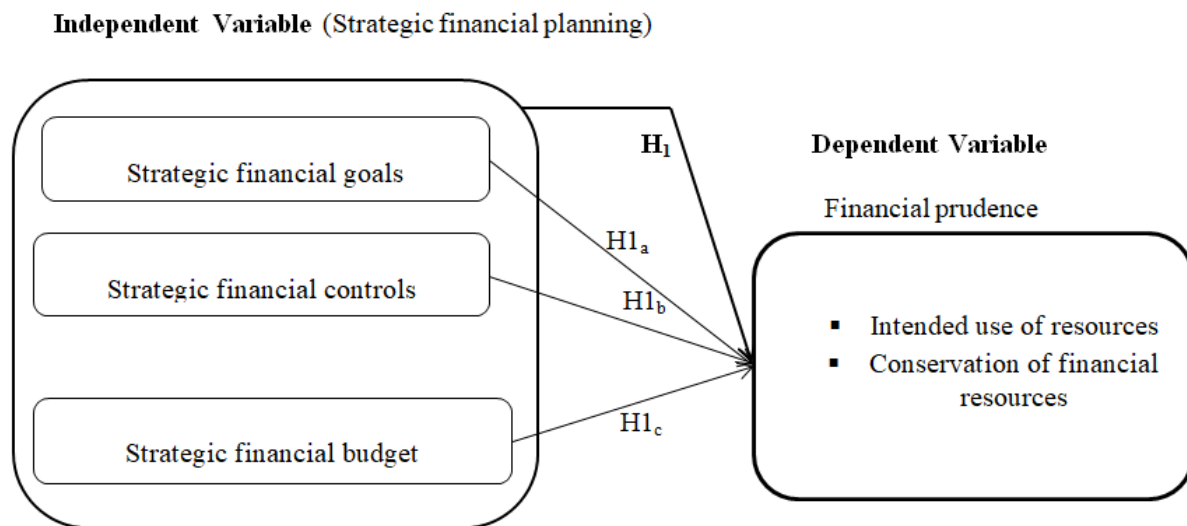 Independent Variable (Strategic financial planning)
Strategic financial goals
Strategic financial controls
Strategic financial budget
H1
H1a
H1b
H1c
Dependent Variable
Financial prudence
▪ Intended use of resources
▪ Conservation of financial
resources